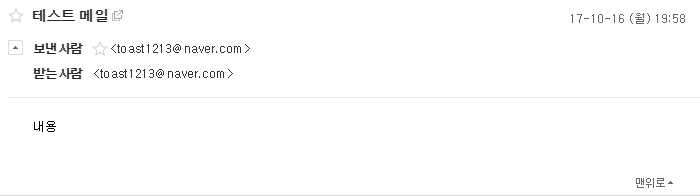 테스트 메일
17-10-16 (월) 19:58
보낸사람 <toast1213@naver.com>
받는사람 <toast1213@naver.com>
내용
맨위로